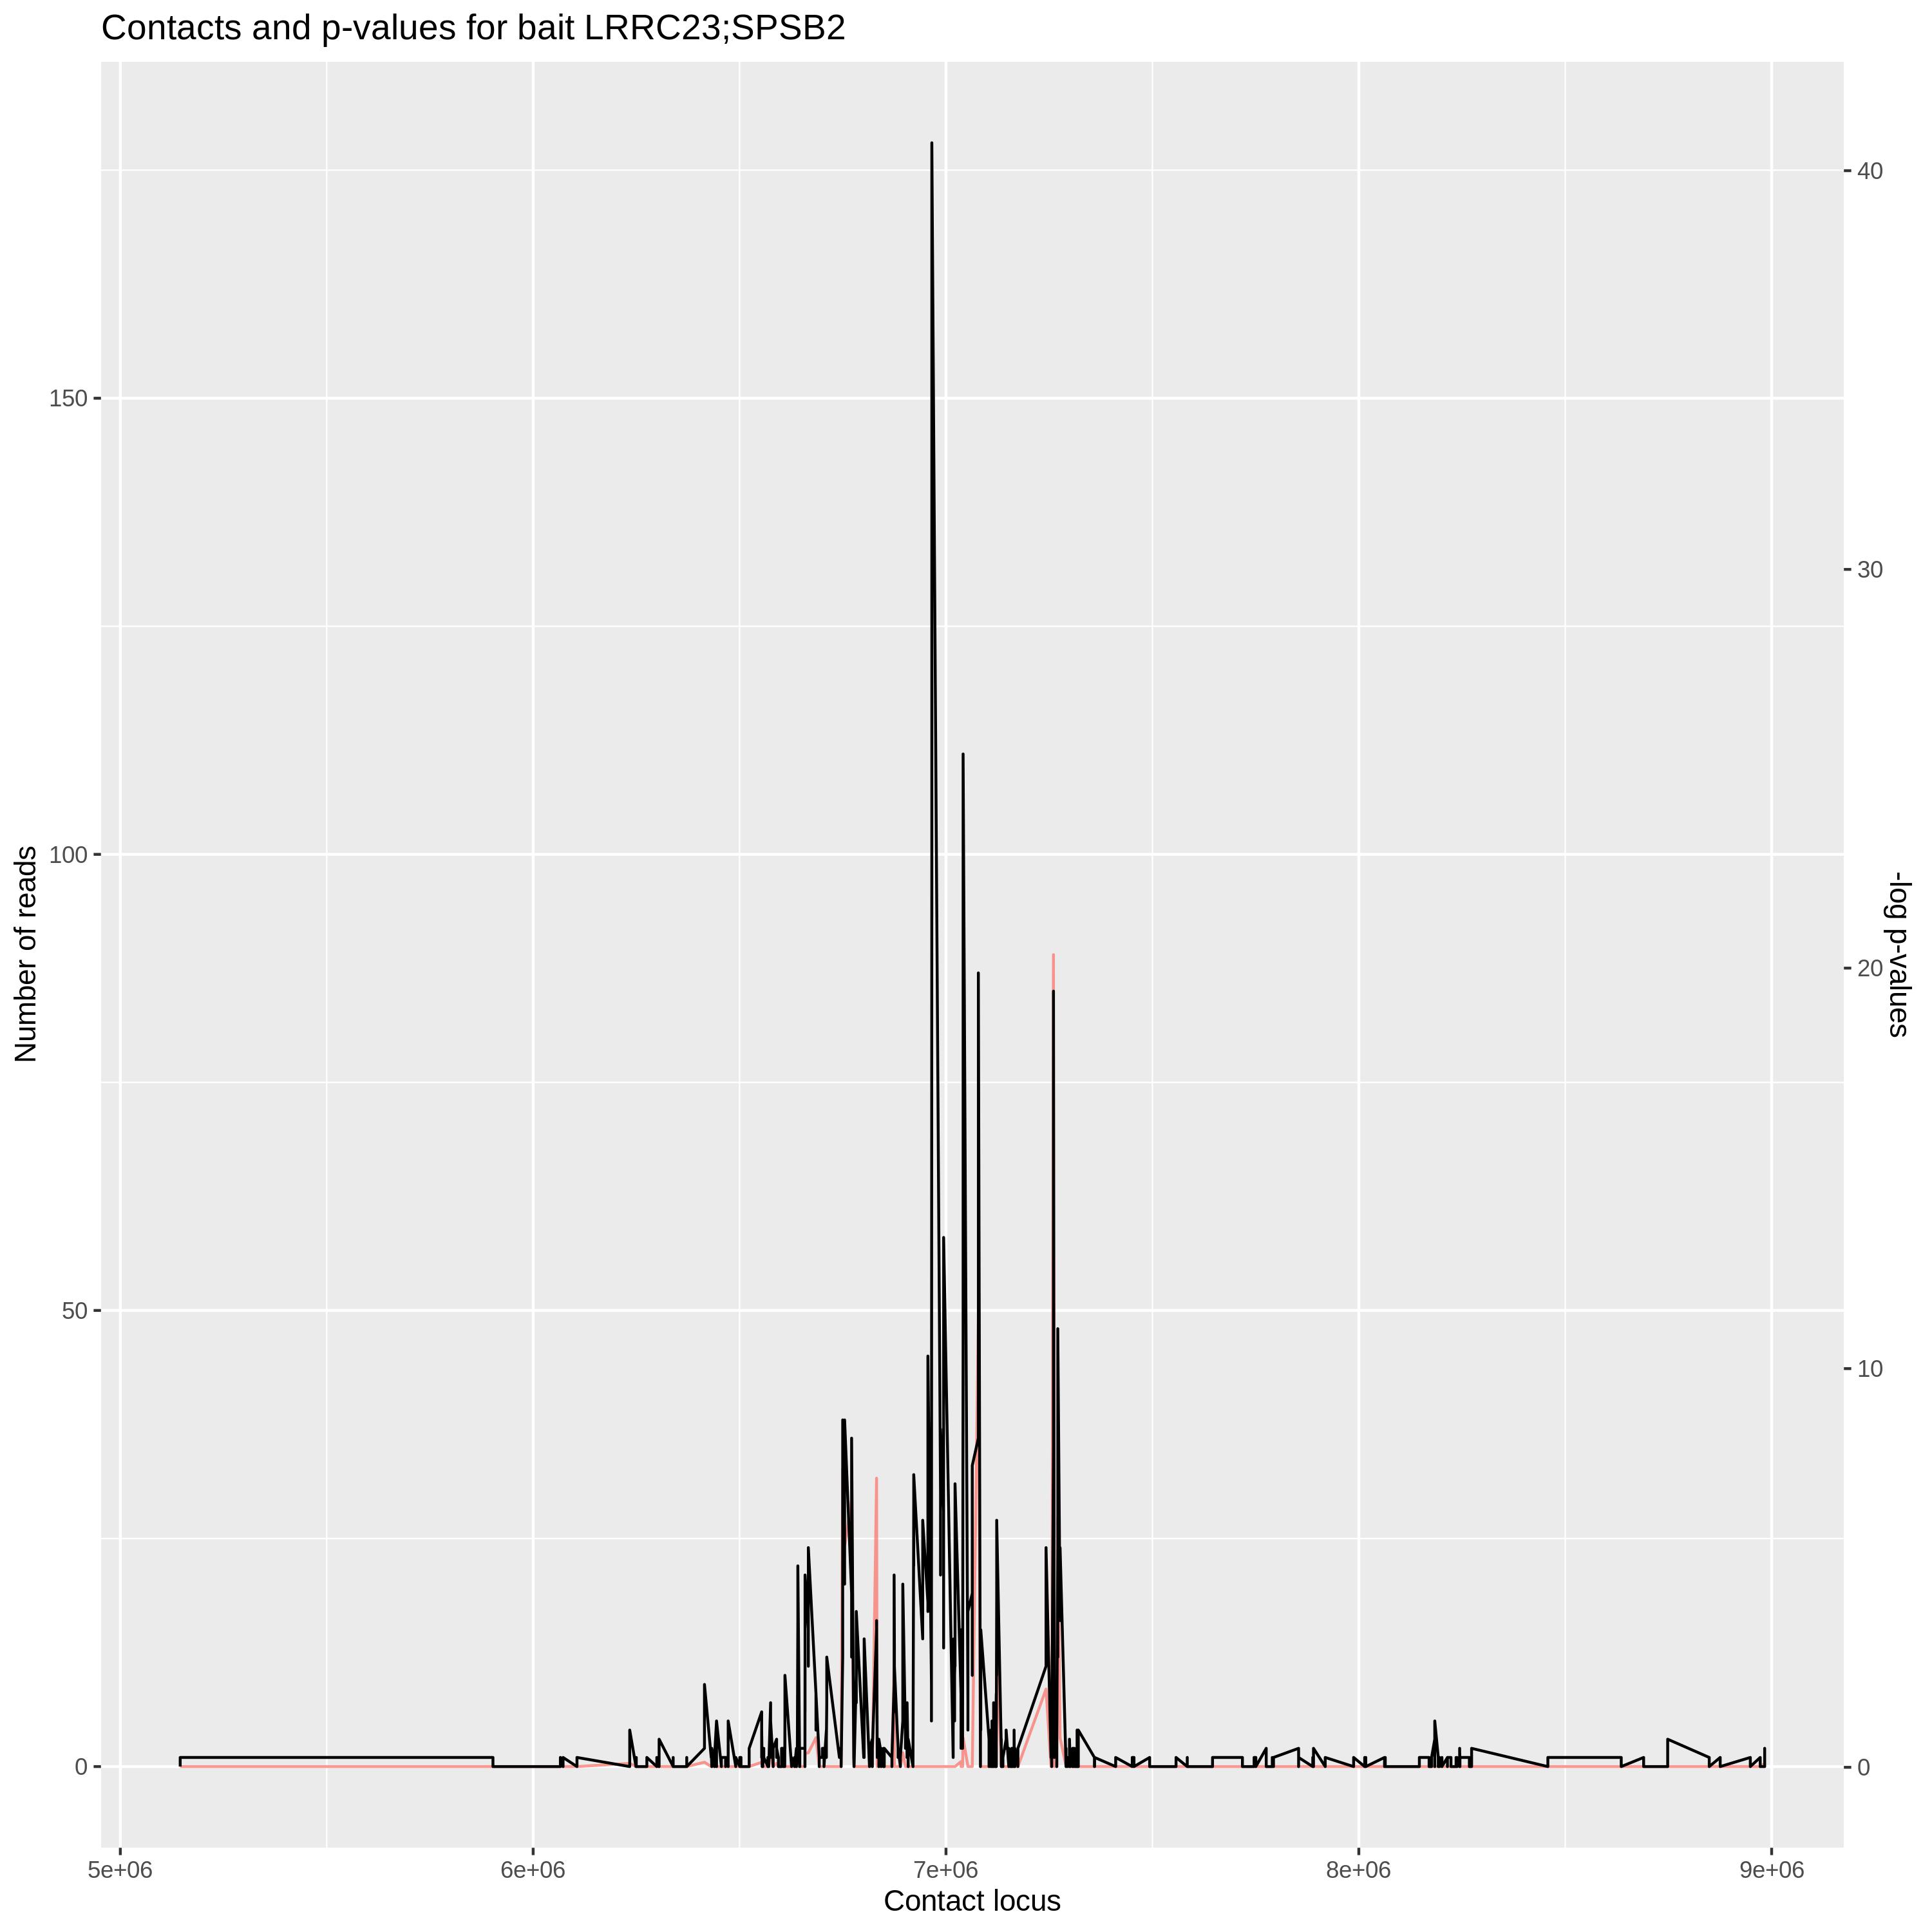 Contacts and p-values for bait LRRC23;SPSB2
Number of reads
150
100
50
0
40
30
20
10
0
-log p-values
5e+06
6e+06
7e+06
8e+06
9e+06
Contact locus